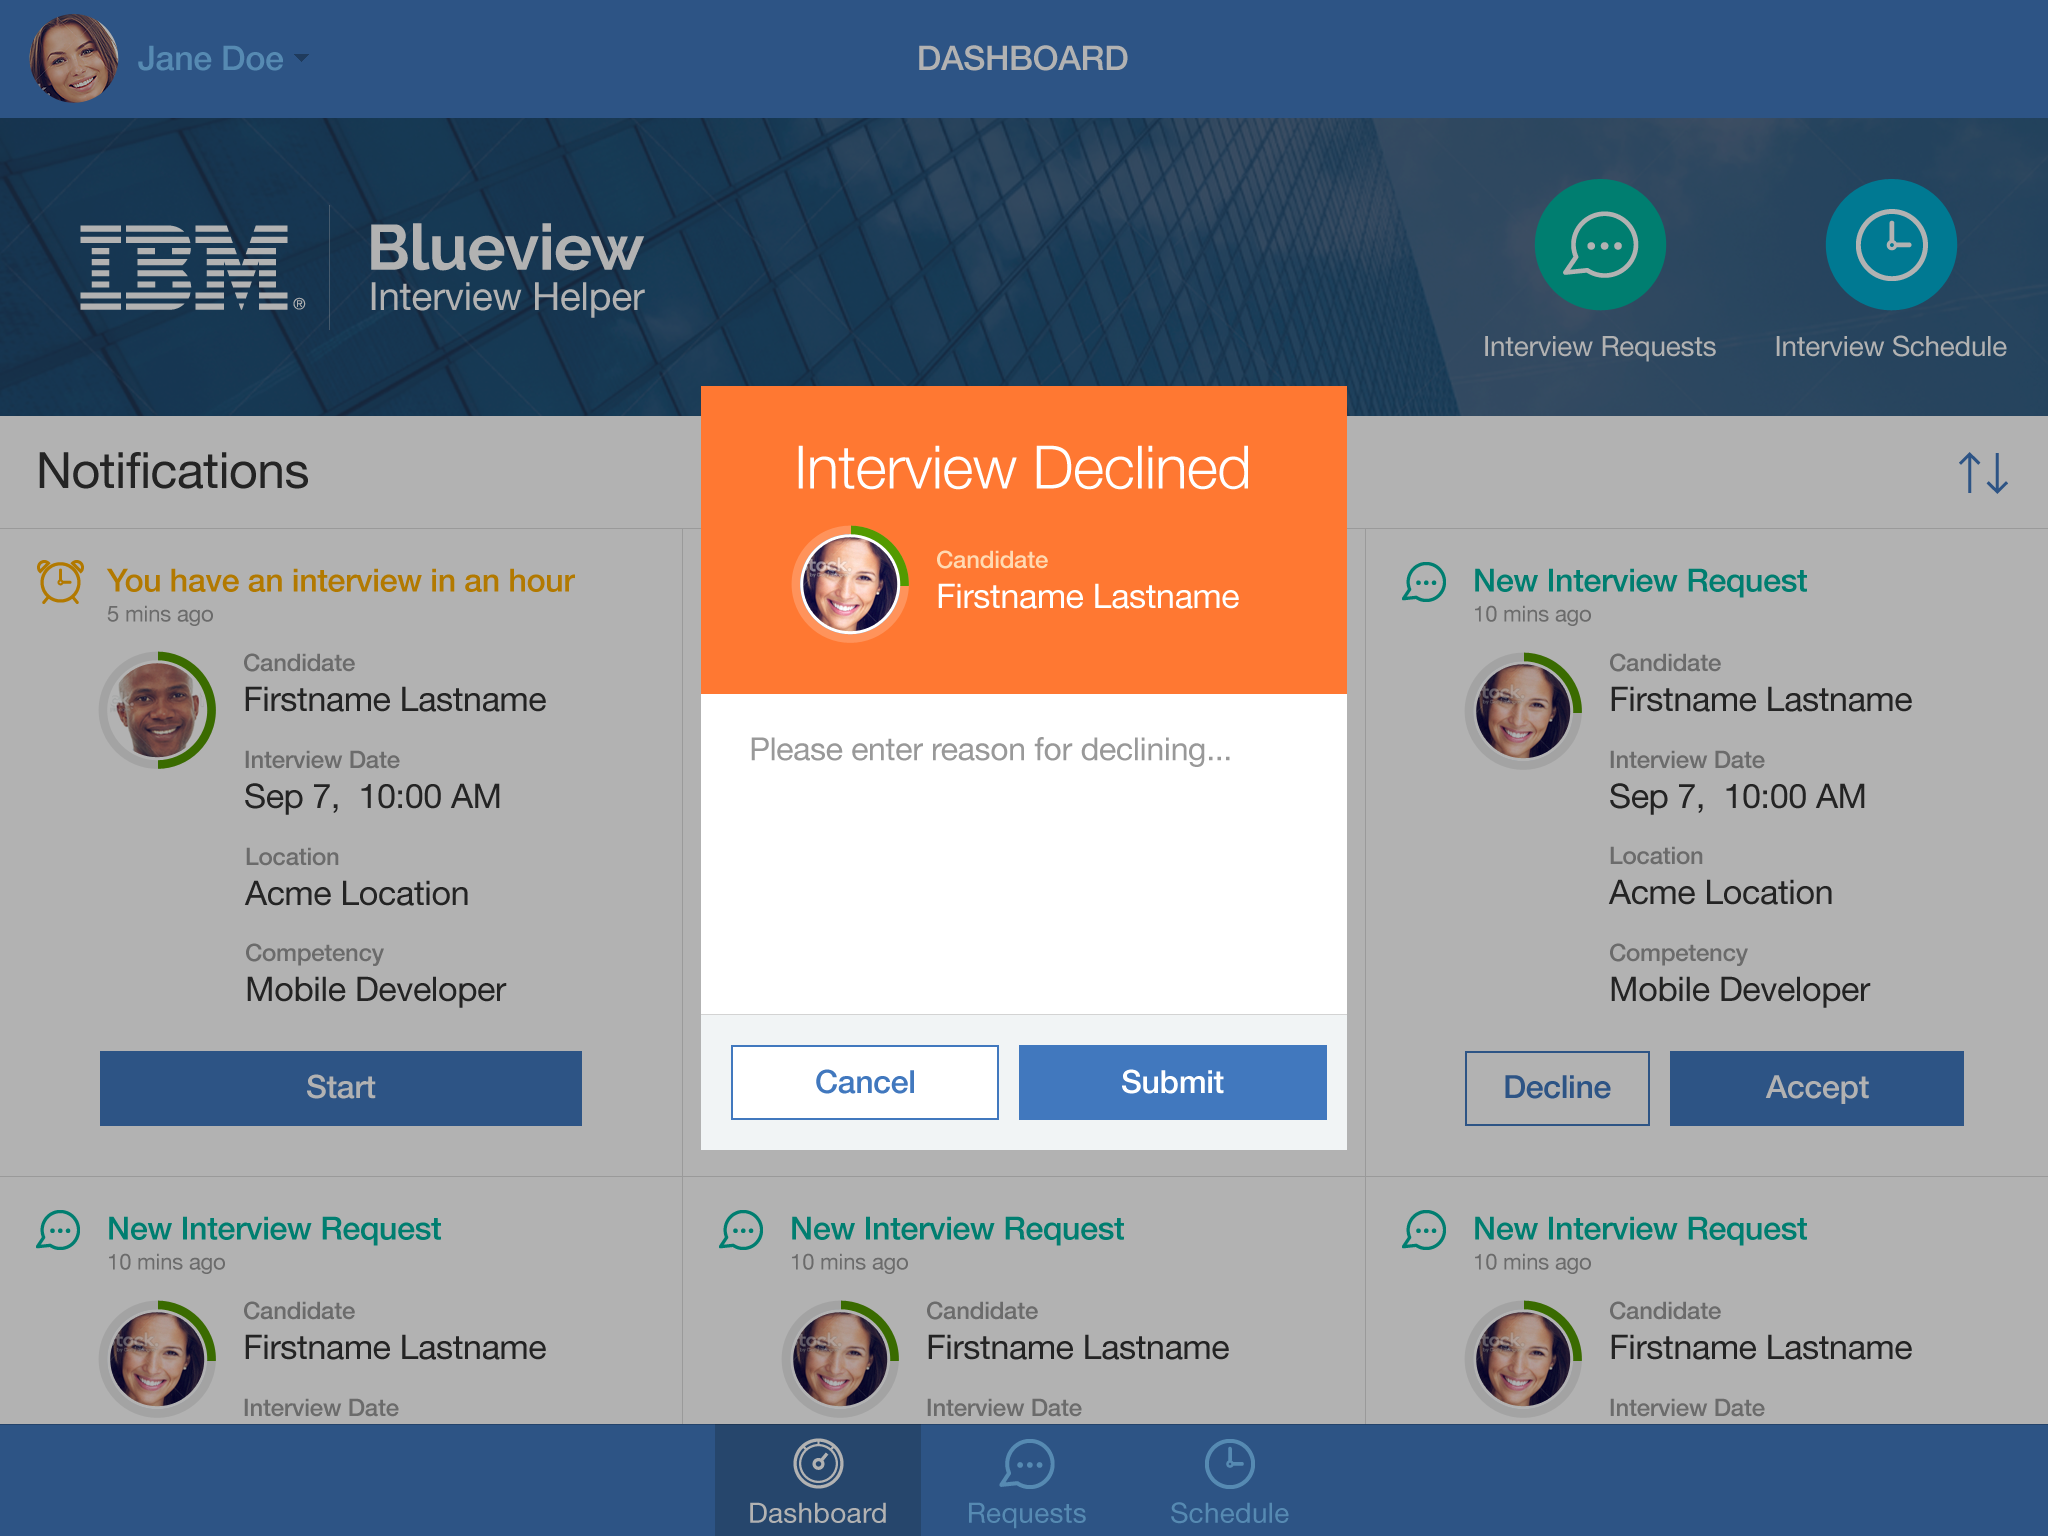 Jane Doe
DASHBOARD
IBM®
Blueview
Interview Helper
Interview Requests
Interview Schedule
Notifications
You have an interview in an hour
5 mins ago
Candidate
Firstname Lastname
Interview Date
Sep 7, 10:00 AM
Location
Acme Location
Competency
Mobile Developer
Start
Interview Declined
Candidate
Firstname Lastname
Please enter reason for declining...
Cancel
Submit
New Interview Request
10 mins ago
Candidate
Firstname Lastname
Interview Date
Sep 7, 10:00 AM
Location
Acme Location
Competency
Mobile Developer
Decline
Accept
New Interview Request
10 mins ago
Candidate
Firstname Lastname
Interview Date
New Interview Request
10 mins ago
Candidate
Firstname Lastname
Interview Date
New Interview Request
10 mins ago
Candidate
Firstname Lastname
Interview Date
Dashboard
Requests
Schedule